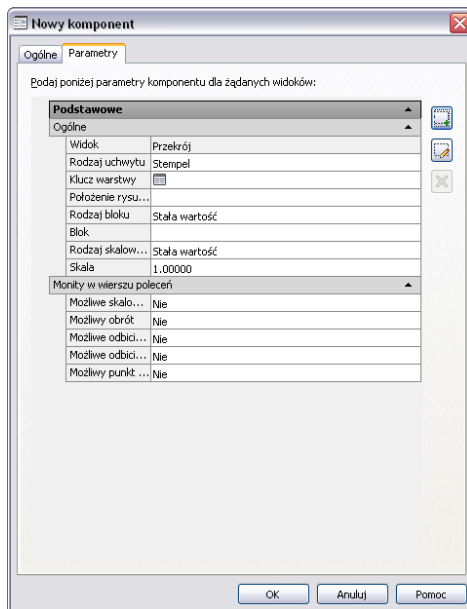 Nowy komponent
Ogólne Parametry
Podaj poniżej parametry komponentu dla żądanych widoków:
Podstawowe
Ogólne
Widok Przekrój
Rodzaj uchwytu Stempel
Klucz warstwy
Położenie rysu...
Rodzaj bloku Stała wartość
Blok
Rodzaj skalow... Stała wartość
Skala 1.00000
Monity w wierszu poleceń
Możliwe skalo... Nie
Możliwy obrót Nie
Możliwe odbici... Nie
Możliwe odbici... Nie
Możliwy punkt ... Nie
OK Anuluj Pomoc